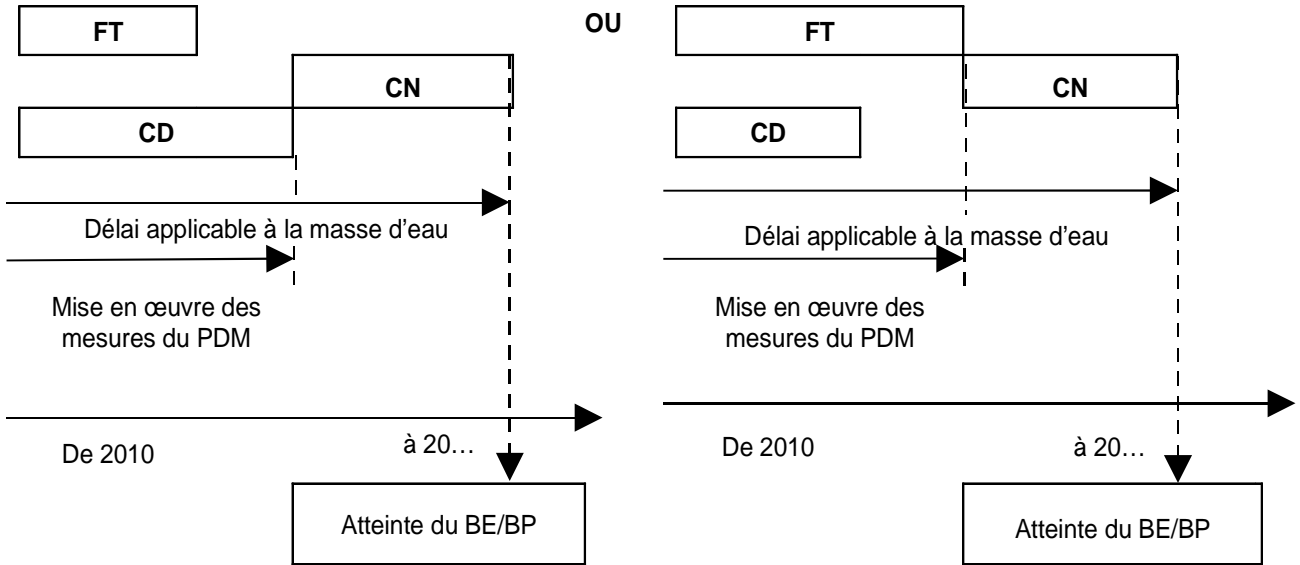 FT
CN
CD
Délai applicable à la masse d'eau
Mise en œuvre des
mesures du PDM
De 2010
à 20…
Atteinte du BE/BP
OU
FT
CN
CD
Délai applicable à la masse d'eau
Mise en œuvre des
mesures du PDM
De 2010
à 20…
Atteinte du BE/BP